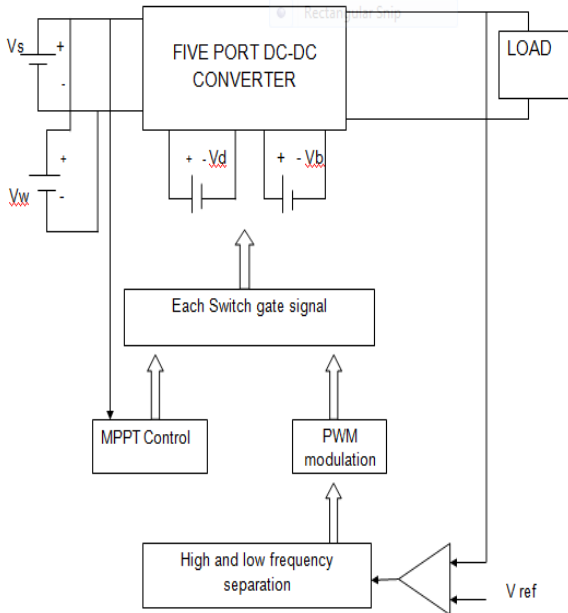 Rectangular Snip
Vs
+
-
FIVE PORT DC-DC
CONVERTER
LOAD
Vw
+
-
+ - Vd
+ - Vb
Each Switch gate signal
MPPT Control
PWM
modulation
High and low frequency
separation
V ref